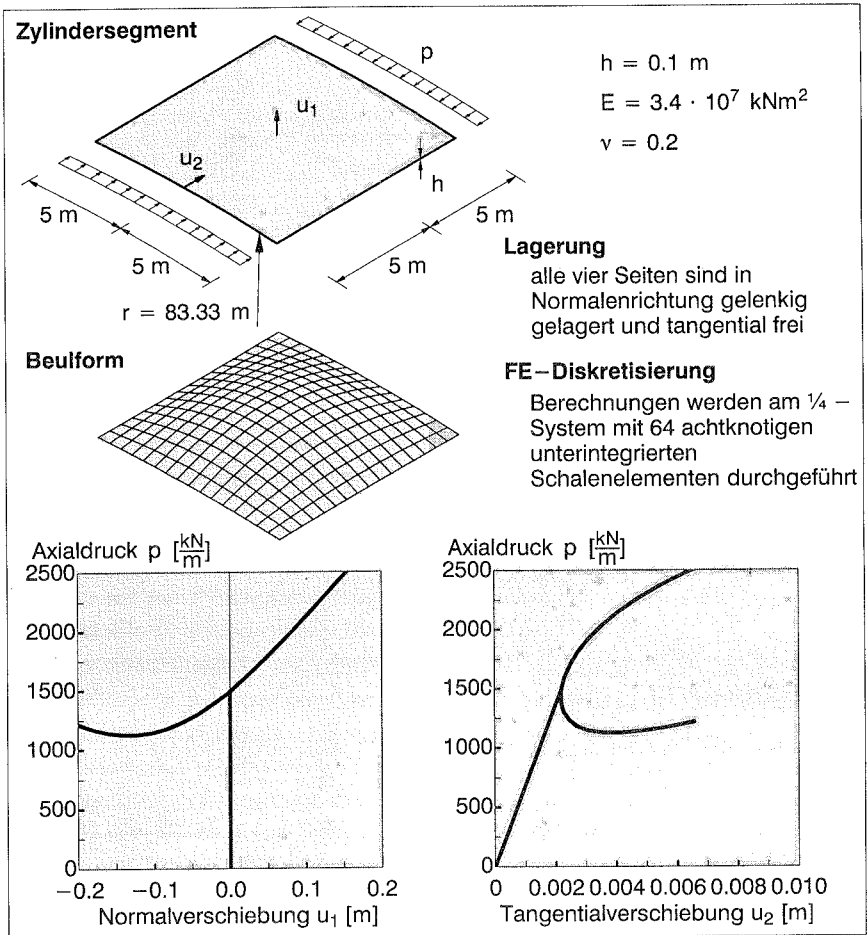 Zylindersegment
p
h = 0.1 m
E = 3.4 · 10⁷ kNm²
ν = 0.2
u₁
u₂
h
5 m
5 m
5 m
5 m
r = 83.33 m
Lagerung
alle vier Seiten sind in
Normalenrichtung gelenkig
gelagert und tangential frei
Beulform
FE–Diskretisierung
Berechnungen werden am ¼ –
System mit 64 achtknotigen
unterintegrierten
Schalenelementen durchgeführt
Axialdruck p [kN/m]
2500
2000
1500
1000
500
0
−0.2 −0.1 0.0 0.1 0.2
Normalverschiebung u₁ [m]
Axialdruck p [kN/m]
2500
2000
1500
1000
500
0
0 0.002 0.004 0.006 0.008 0.010
Tangentialverschiebung u₂ [m]